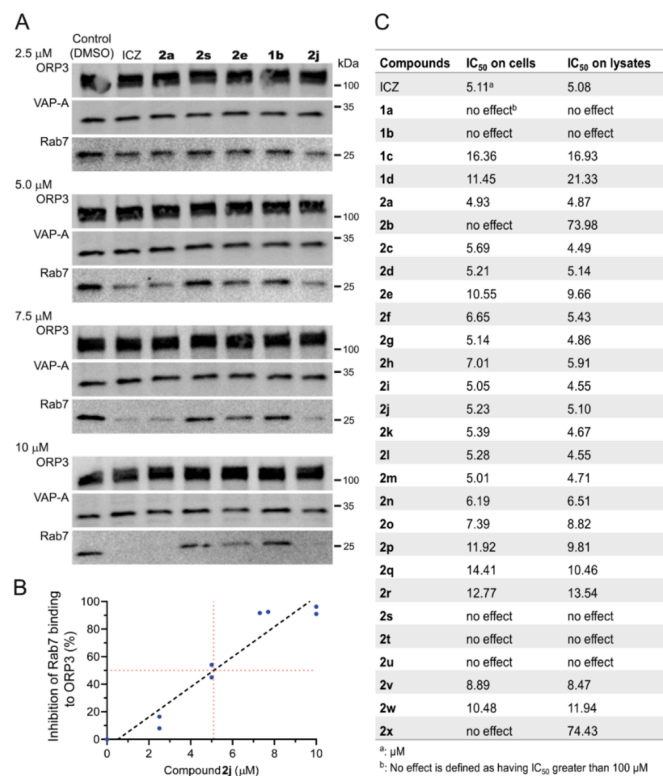 A
Control
(DMSO) ICZ 2a 2s 2e 1b 2j
2.5 μM
kDa
ORP3
100
VAP-A
35
Rab7
25
5.0 μM
ORP3
100
VAP-A
35
Rab7
25
7.5 μM
ORP3
100
VAP-A
35
Rab7
25
10 μM
ORP3
100
VAP-A
35
Rab7
25
B
Inhibition of Rab7 binding
to ORP3 (%)
100
80
60
40
20
0
0 2 4 6 8 10
Compound 2j (μM)
C
Compounds IC50 on cells IC50 on lysates
ICZ 5.11a 5.08
1a no effectb no effect
1b no effect no effect
1c 16.36 16.93
1d 11.45 21.33
2a 4.93 4.87
2b no effect 73.98
2c 5.69 4.49
2d 5.21 5.14
2e 10.55 9.66
2f 6.65 5.43
2g 5.14 4.86
2h 7.01 5.91
2i 5.05 4.55
2j 5.23 5.10
2k 5.39 4.67
2l 5.28 4.55
2m 5.01 4.71
2n 6.19 6.51
2o 7.39 8.82
2p 11.92 9.81
2q 14.41 10.46
2r 12.77 13.54
2s no effect no effect
2t no effect no effect
2u no effect no effect
2v 8.89 8.47
2w 10.48 11.94
2x no effect 74.43
a: μM
b: No effect is defined as having IC50 greater than 100 μM